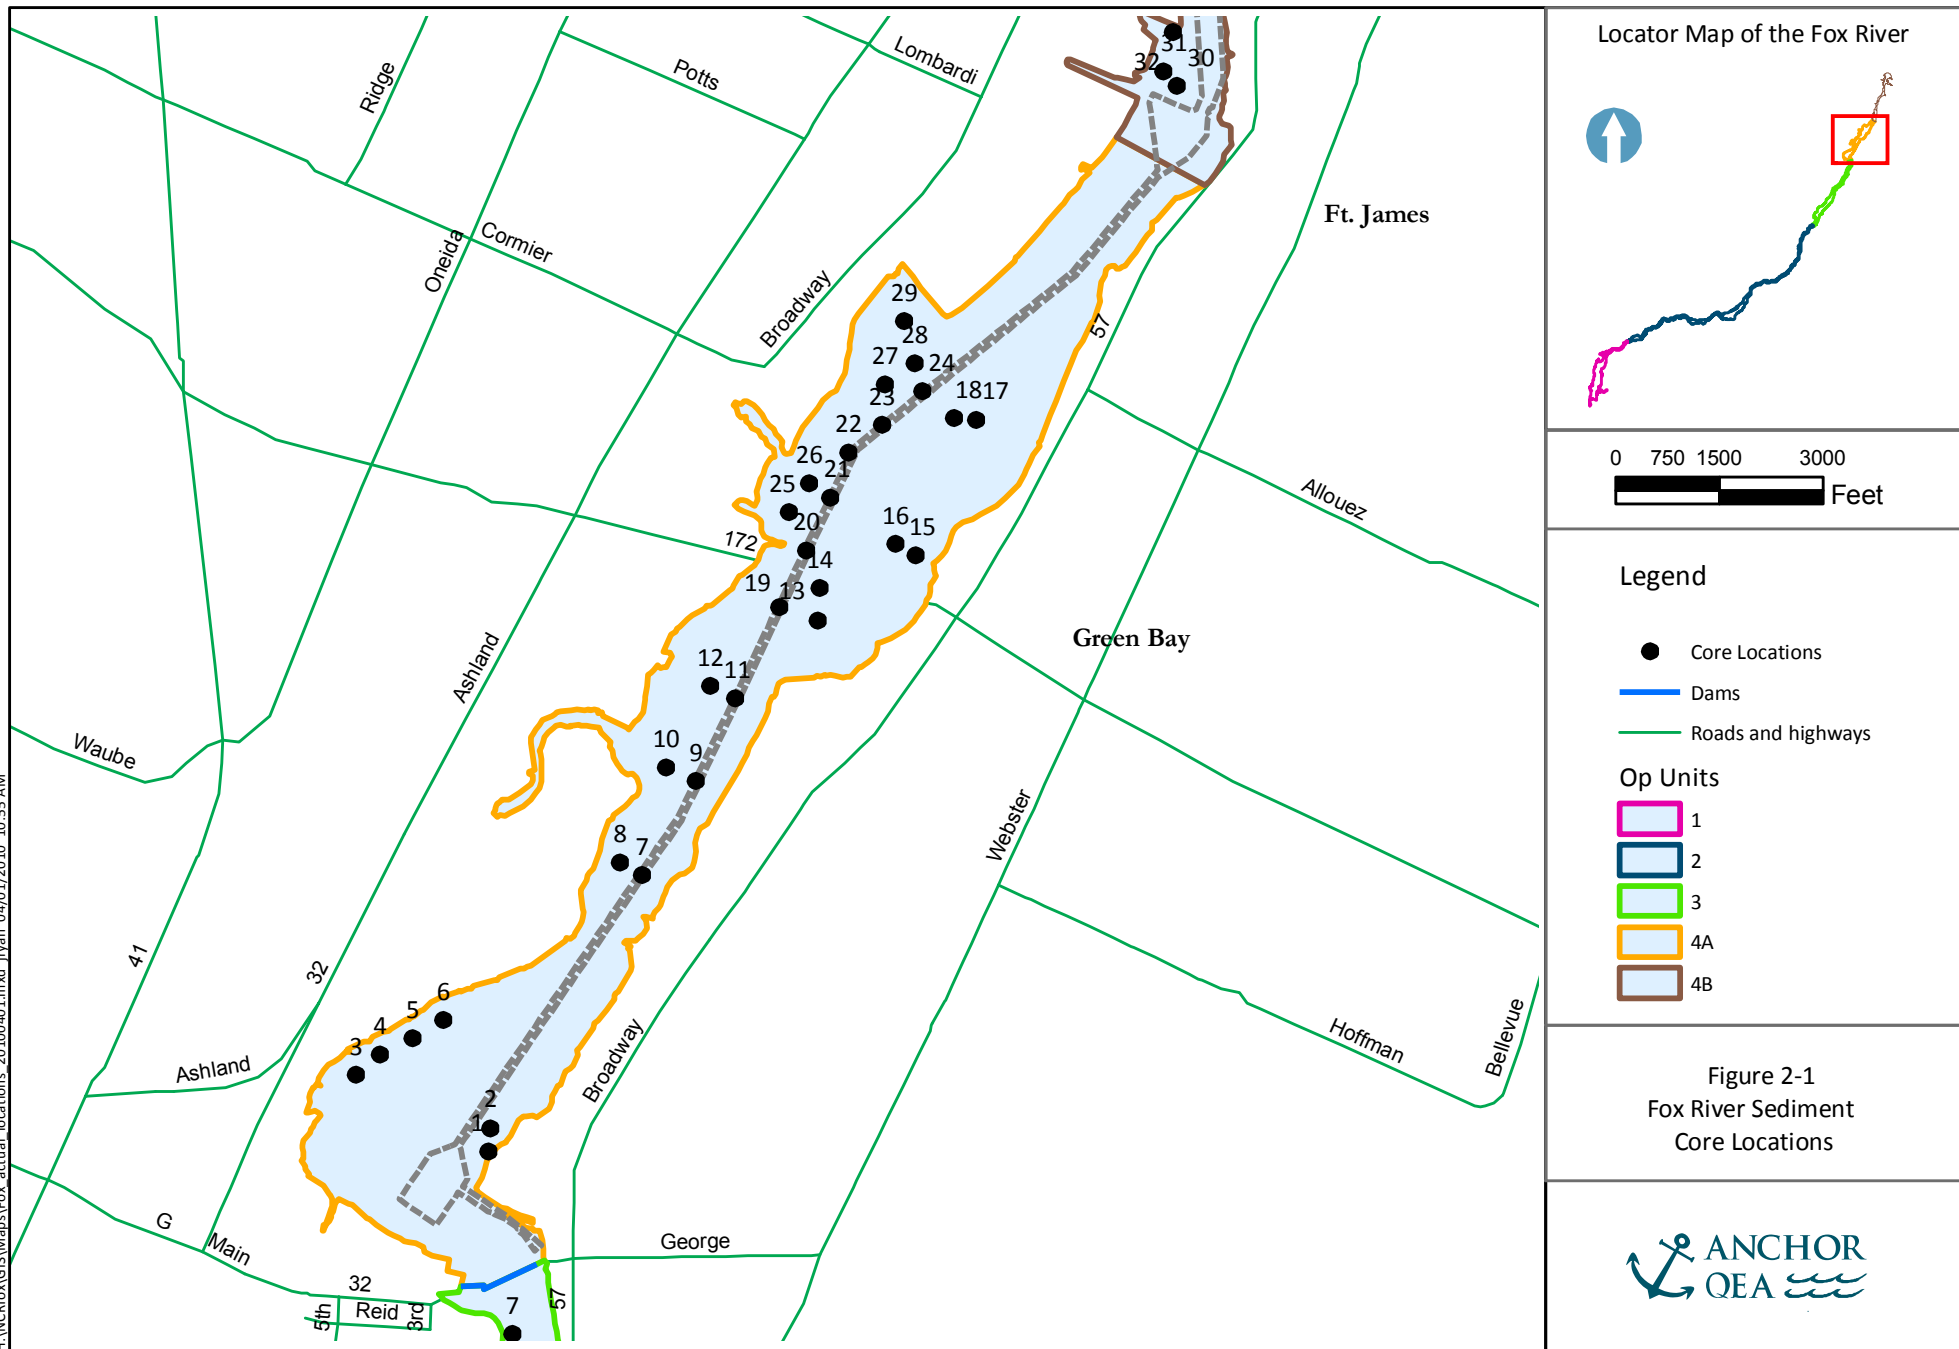 Locator Map of the Fox River
0 750 1500 3000
Feet
Legend
Core Locations
Dams
Roads and highways
Op Units
1
2
3
4A
4B
Figure 2-1
Fox River Sediment
Core Locations
ANCHOR
QEA
Ridge
Potts
Lombardi
31
32
30
Ft. James
Oneida
Cormier
Broadway
57
29
28
27
24
23
18
17
22
26
21
25
20
16
15
172
14
19
13
Allouez
Green Bay
Ashland
12
11
Waube
10
9
8
7
Webster
41
32
6
5
4
3
Ashland
2
1
Broadway
Hoffman
Bellevue
G
Main
George
32
5th
Reid
3rd
7
57